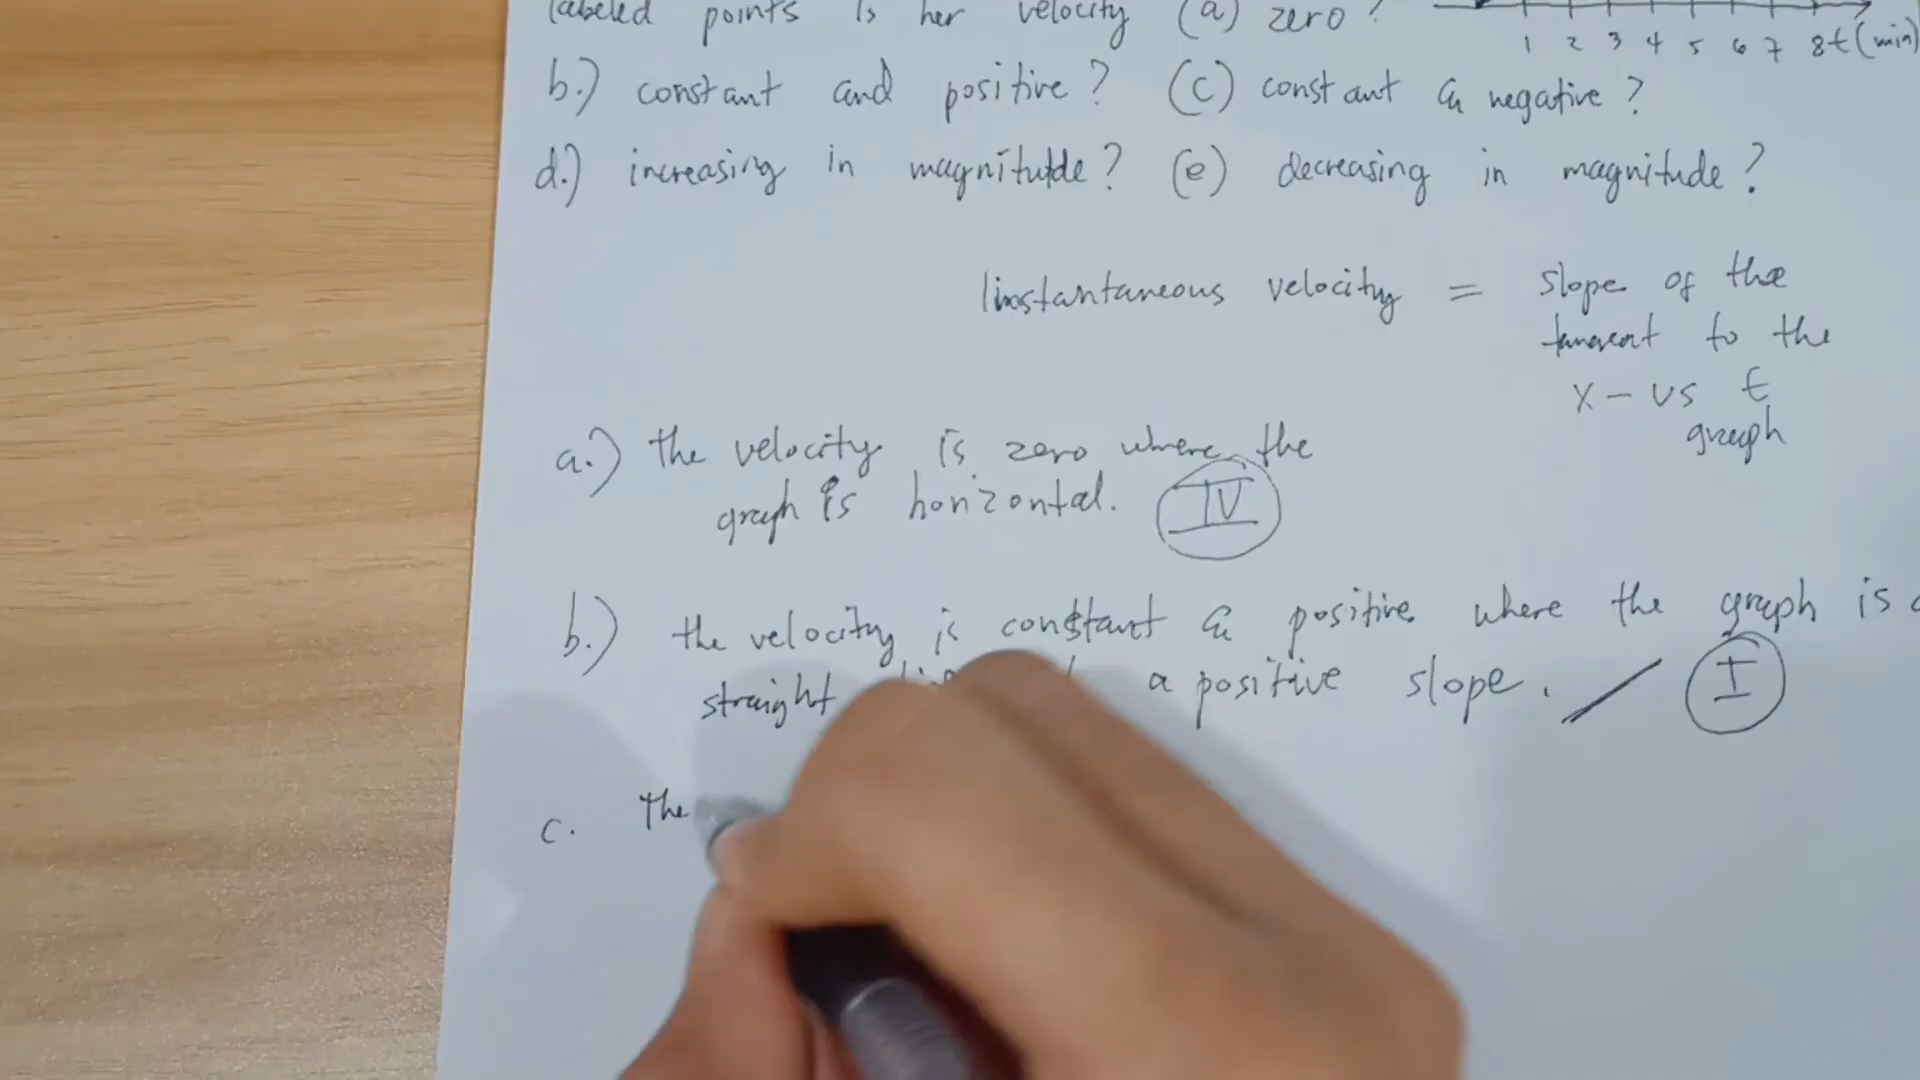 labeled points is her velocity (a) zero?
1 2 3 4 5 6 7 8 t(min)
b.) constant and positive? (c) constant & negative?
d.) increasing in magnitude? (e) decreasing in magnitude?
instantaneous velocity = slope of the
tangent to the
x - vs t
graph
a.) the velocity is zero where the
graph is horizontal. IV
b.) the velocity is constant & positive where the graph is a
straight a positive slope. I
c. The